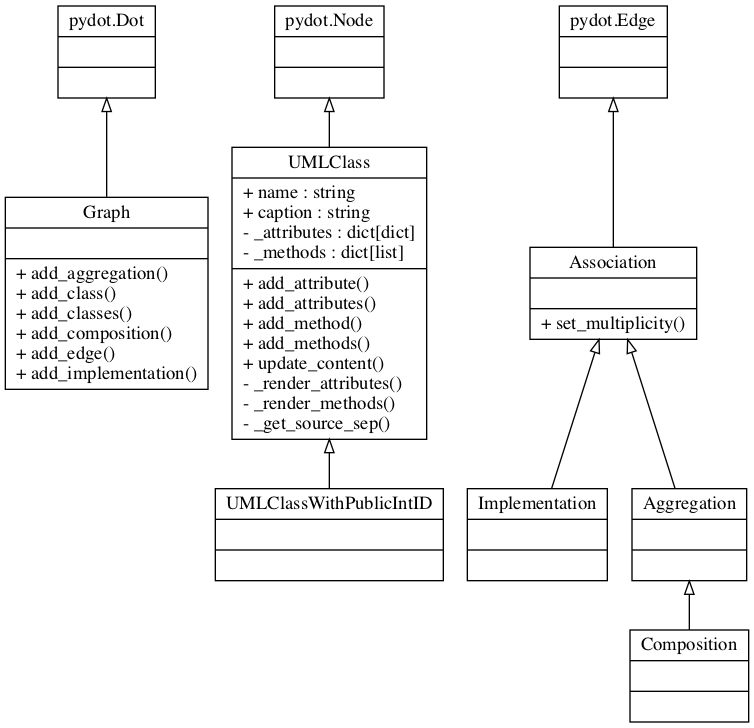 pydot.Dot
pydot.Node
pydot.Edge
UMLClass
+ name : string
+ caption : string
- _attributes : dict[dict]
- _methods : dict[list]
+ add_attribute()
+ add_attributes()
+ add_method()
+ add_methods()
+ update_content()
- _render_attributes()
- _render_methods()
- _get_source_sep()
Graph
+ add_aggregation()
+ add_class()
+ add_classes()
+ add_composition()
+ add_edge()
+ add_implementation()
Association
+ set_multiplicity()
UMLClassWithPublicIntID
Implementation
Aggregation
Composition